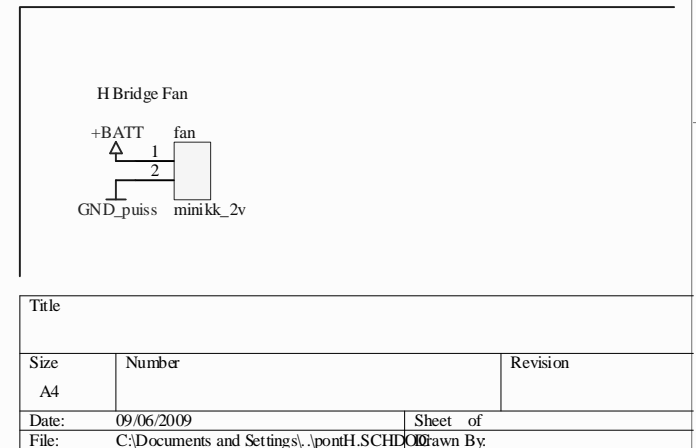 H Bridge Fan
+BATT fan
1
2
GND_puiss minikk_2v
Title
Size Number Revision
A4
Date: 09/06/2009 Sheet of
File: C:\Documents and Settings\..\pontH.SCHDOC Drawn By: